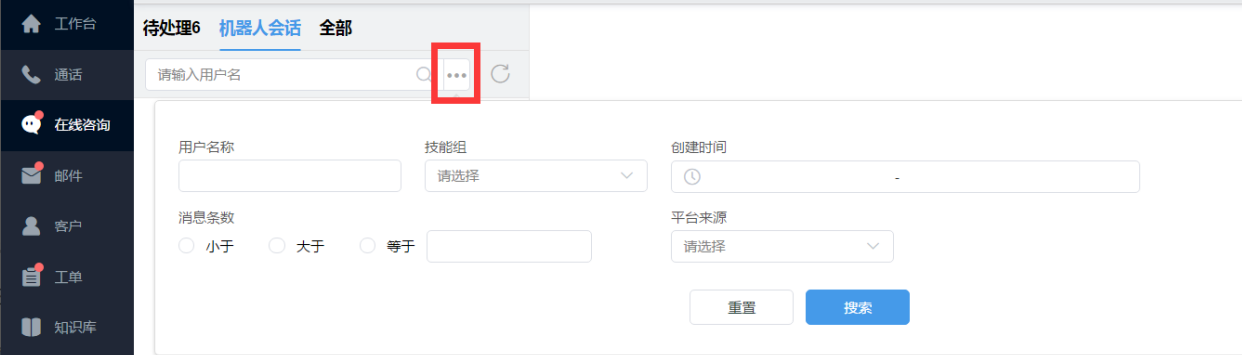 工作台
通话
在线咨询
邮件
客户
工单
知识库
待处理6 机器人会话 全部
请输入用户名
用户名称 技能组 创建时间
请选择 -
消息条数 平台来源
小于 大于 等于 请选择
重置 搜索